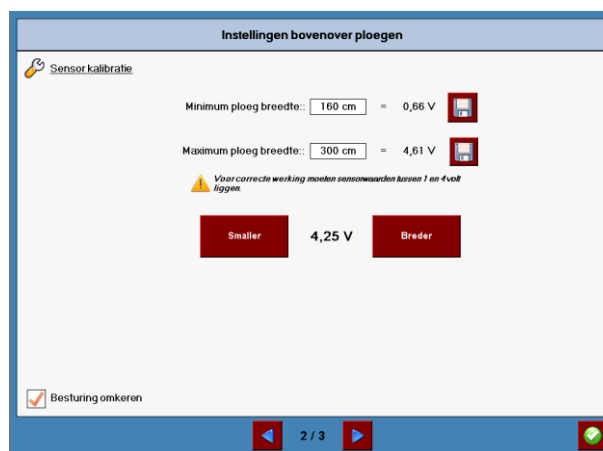 Instellingen bovenover ploegen
Sensor kalibratie
Minimum ploeg breedte:: 160 cm = 0,66 V
Maximum ploeg breedte:: 300 cm = 4,61 V
Voor correcte werking moeten sensorwaarden tussen 1 en 4 volt
liggen.
Smaller 4,25 V Breder
Besturing omkeren
2 / 3